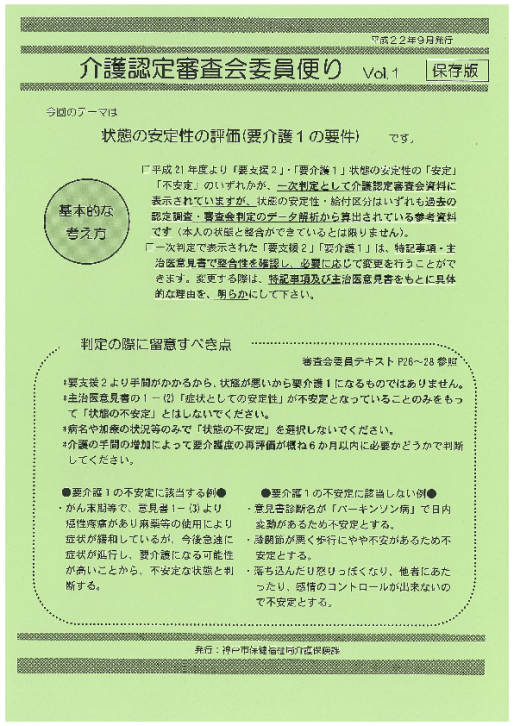 平成22年9月発行
介護認定審査会委員便り Vol.1 保存版
今回のテーマは
状態の安定性の評価(要介護1の要件) です。
基本的な
考え方
□平成21年度より「要支援2」・「要介護1」状態の安定性の「安定」
「不安定」のいずれかが、一次判定として介護認定審査会資料に
表示されていますが、状態の安定性・給付区分はいずれも過去の
認定調査・審査会判定のデータ解析から算出されている参考資料
です(本人の状態と整合ができているとは限りません)。
□一次判定で表示された「要支援2」「要介護1」は、特記事項・主
治医意見書で整合性を確認し、必要に応じて変更を行うことがで
きます。変更する際は、特記事項及び主治医意見書をもとに具体
的な理由を、明らかにして下さい。
判定の際に留意すべき点
審査会委員テキスト P26～28 参照
*要支援2より手間がかかるから、状態が悪いから要介護1になるものではありません。
*主治医意見書の1－(2)「症状としての安定性」が不安定となっていることのみをもっ
て「状態の不安定」とはしないでください。
*病名や加療の状況等のみで「状態の不安定」を選択しないでください。
*介護の手間の増加によって要介護度の再評価が概ね6か月以内に必要かどうかで判断
してください。
●要介護1の不安定に該当する例●
・がん末期等で、意見書1－(3)より
癌性疼痛があり麻薬等の使用により
症状が緩和しているが、今後急速に
症状が進行し、要介護になる可能性
が高いことから、不安定な状態と判
断する。
●要介護1の不安定に該当しない例●
・意見書診断名が「パーキンソン病」で日内
変動があるため不安定とする。
・膝関節が悪く歩行にやや不安があるため不
安定とする。
・落ち込んだり怒りっぽくなり、他者にあた
ったり、感情のコントロールが出来ないの
で不安定とする。
発行：神戸市保健福祉局介護保険課